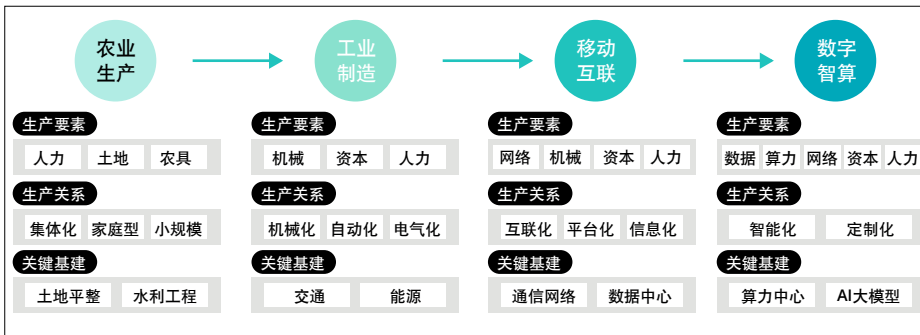 农业
生产
工业
制造
移动
互联
数字
智算
生产要素
人力 土地 农具
生产关系
集体化 家庭型 小规模
关键基建
土地平整 水利工程
生产要素
机械 资本 人力
生产关系
机械化 自动化 电气化
关键基建
交通 能源
生产要素
网络 机械 资本 人力
生产关系
互联化 平台化 信息化
关键基建
通信网络 数据中心
生产要素
数据 算力 网络 资本 人力
生产关系
智能化 定制化
关键基建
算力中心 AI大模型